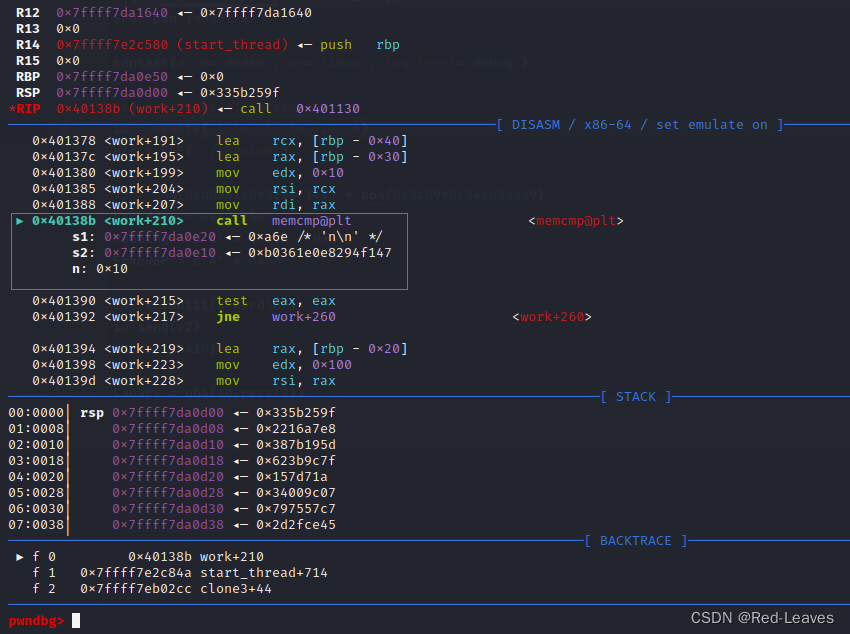 R12  0x7ffff7da1640 ◂— 0x7ffff7da1640
R13  0x0
R14  0x7ffff7e2c580 (start_thread) ◂— push   rbp
R15  0x0
RBP  0x7ffff7da0e50 ◂— 0x0
RSP  0x7ffff7da0d00 ◂— 0x335b259f
*RIP  0x40138b (work+210) ◂— call   0x401130
[ DISASM / x86-64 / set emulate on ]
0x401378 <work+191>    lea    rcx, [rbp - 0x40]
0x40137c <work+195>    lea    rax, [rbp - 0x30]
0x401380 <work+199>    mov    edx, 0x10
0x401385 <work+204>    mov    rsi, rcx
0x401388 <work+207>    mov    rdi, rax
► 0x40138b <work+210>    call   memcmp@plt                      <memcmp@plt>
s1: 0x7ffff7da0e20 ◂— 0xa6e /* 'n\n' */
s2: 0x7ffff7da0e10 ◂— 0xb0361e0e8294f147
n: 0x10
0x401390 <work+215>    test   eax, eax
0x401392 <work+217>    jne    work+260                      <work+260>
0x401394 <work+219>    lea    rax, [rbp - 0x20]
0x401398 <work+223>    mov    edx, 0x100
0x40139d <work+228>    mov    rsi, rax
[ STACK ]
00:0000│ rsp 0x7ffff7da0d00 ◂— 0x335b259f
01:0008│     0x7ffff7da0d08 ◂— 0x2216a7e8
02:0010│     0x7ffff7da0d10 ◂— 0x387b195d
03:0018│     0x7ffff7da0d18 ◂— 0x623b9c7f
04:0020│     0x7ffff7da0d20 ◂— 0x157d71a
05:0028│     0x7ffff7da0d28 ◂— 0x34009c07
06:0030│     0x7ffff7da0d30 ◂— 0x797557c7
07:0038│     0x7ffff7da0d38 ◂— 0x2d2fce45
[ BACKTRACE ]
► f 0         0x40138b work+210
f 1   0x7ffff7e2c84a start_thread+714
f 2   0x7ffff7eb02cc clone3+44
pwndbg>
CSDN @Red-Leaves